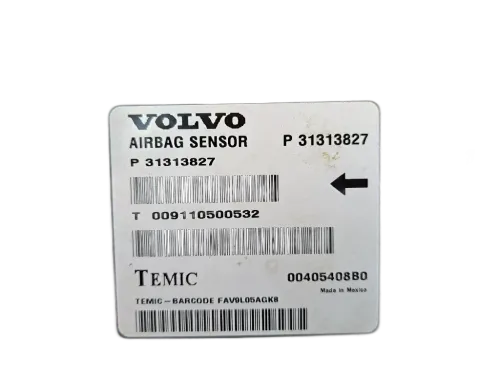 VOLVO
AIRBAG SENSOR P 31313827
P 31313827
T 009110500532
TEMIC 00405408B0
Made in Mexico
TEMIC-BARCODE FAV9L05AGK8